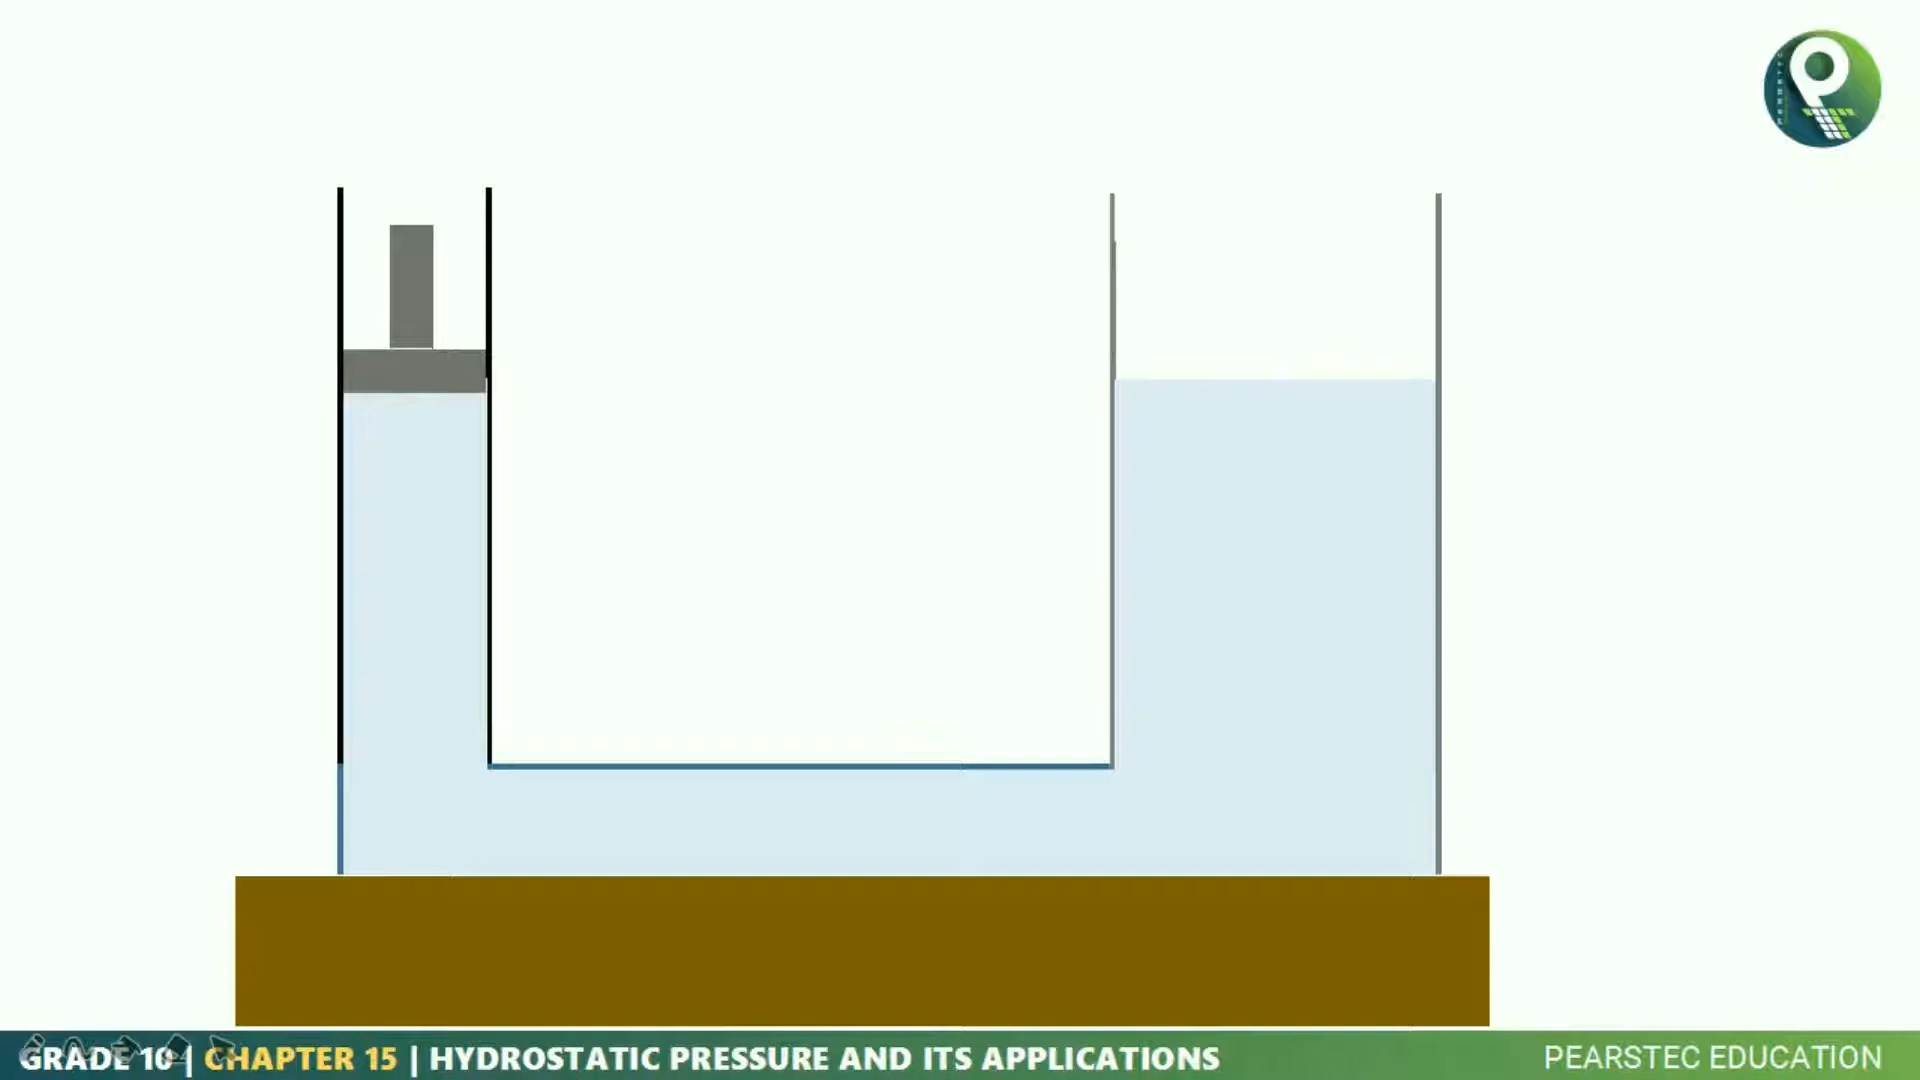 GRADE 10 | CHAPTER 15 | HYDROSTATIC PRESSURE AND ITS APPLICATIONS
PEARSTEC EDUCATION